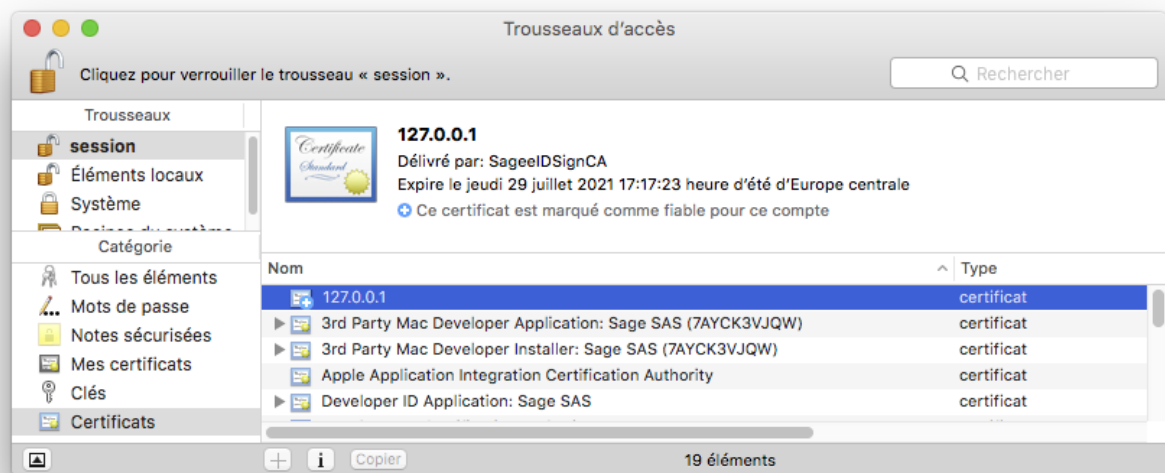 Trousseaux d'accès
Cliquez pour verrouiller le trousseau « session ».
Rechercher
Trousseaux
session
Éléments locaux
Système
Catégorie
Tous les éléments
Mots de passe
Notes sécurisées
Mes certificats
Clés
Certificats
Certificate
Standard
127.0.0.1
Délivré par: SageeIDSignCA
Expire le jeudi 29 juillet 2021 17:17:23 heure d'été d'Europe centrale
Ce certificat est marqué comme fiable pour ce compte
Nom Type
127.0.0.1 certificat
3rd Party Mac Developer Application: Sage SAS (7AYCK3VJQW) certificat
3rd Party Mac Developer Installer: Sage SAS (7AYCK3VJQW) certificat
Apple Application Integration Certification Authority certificat
Developer ID Application: Sage SAS certificat
Copier
19 éléments